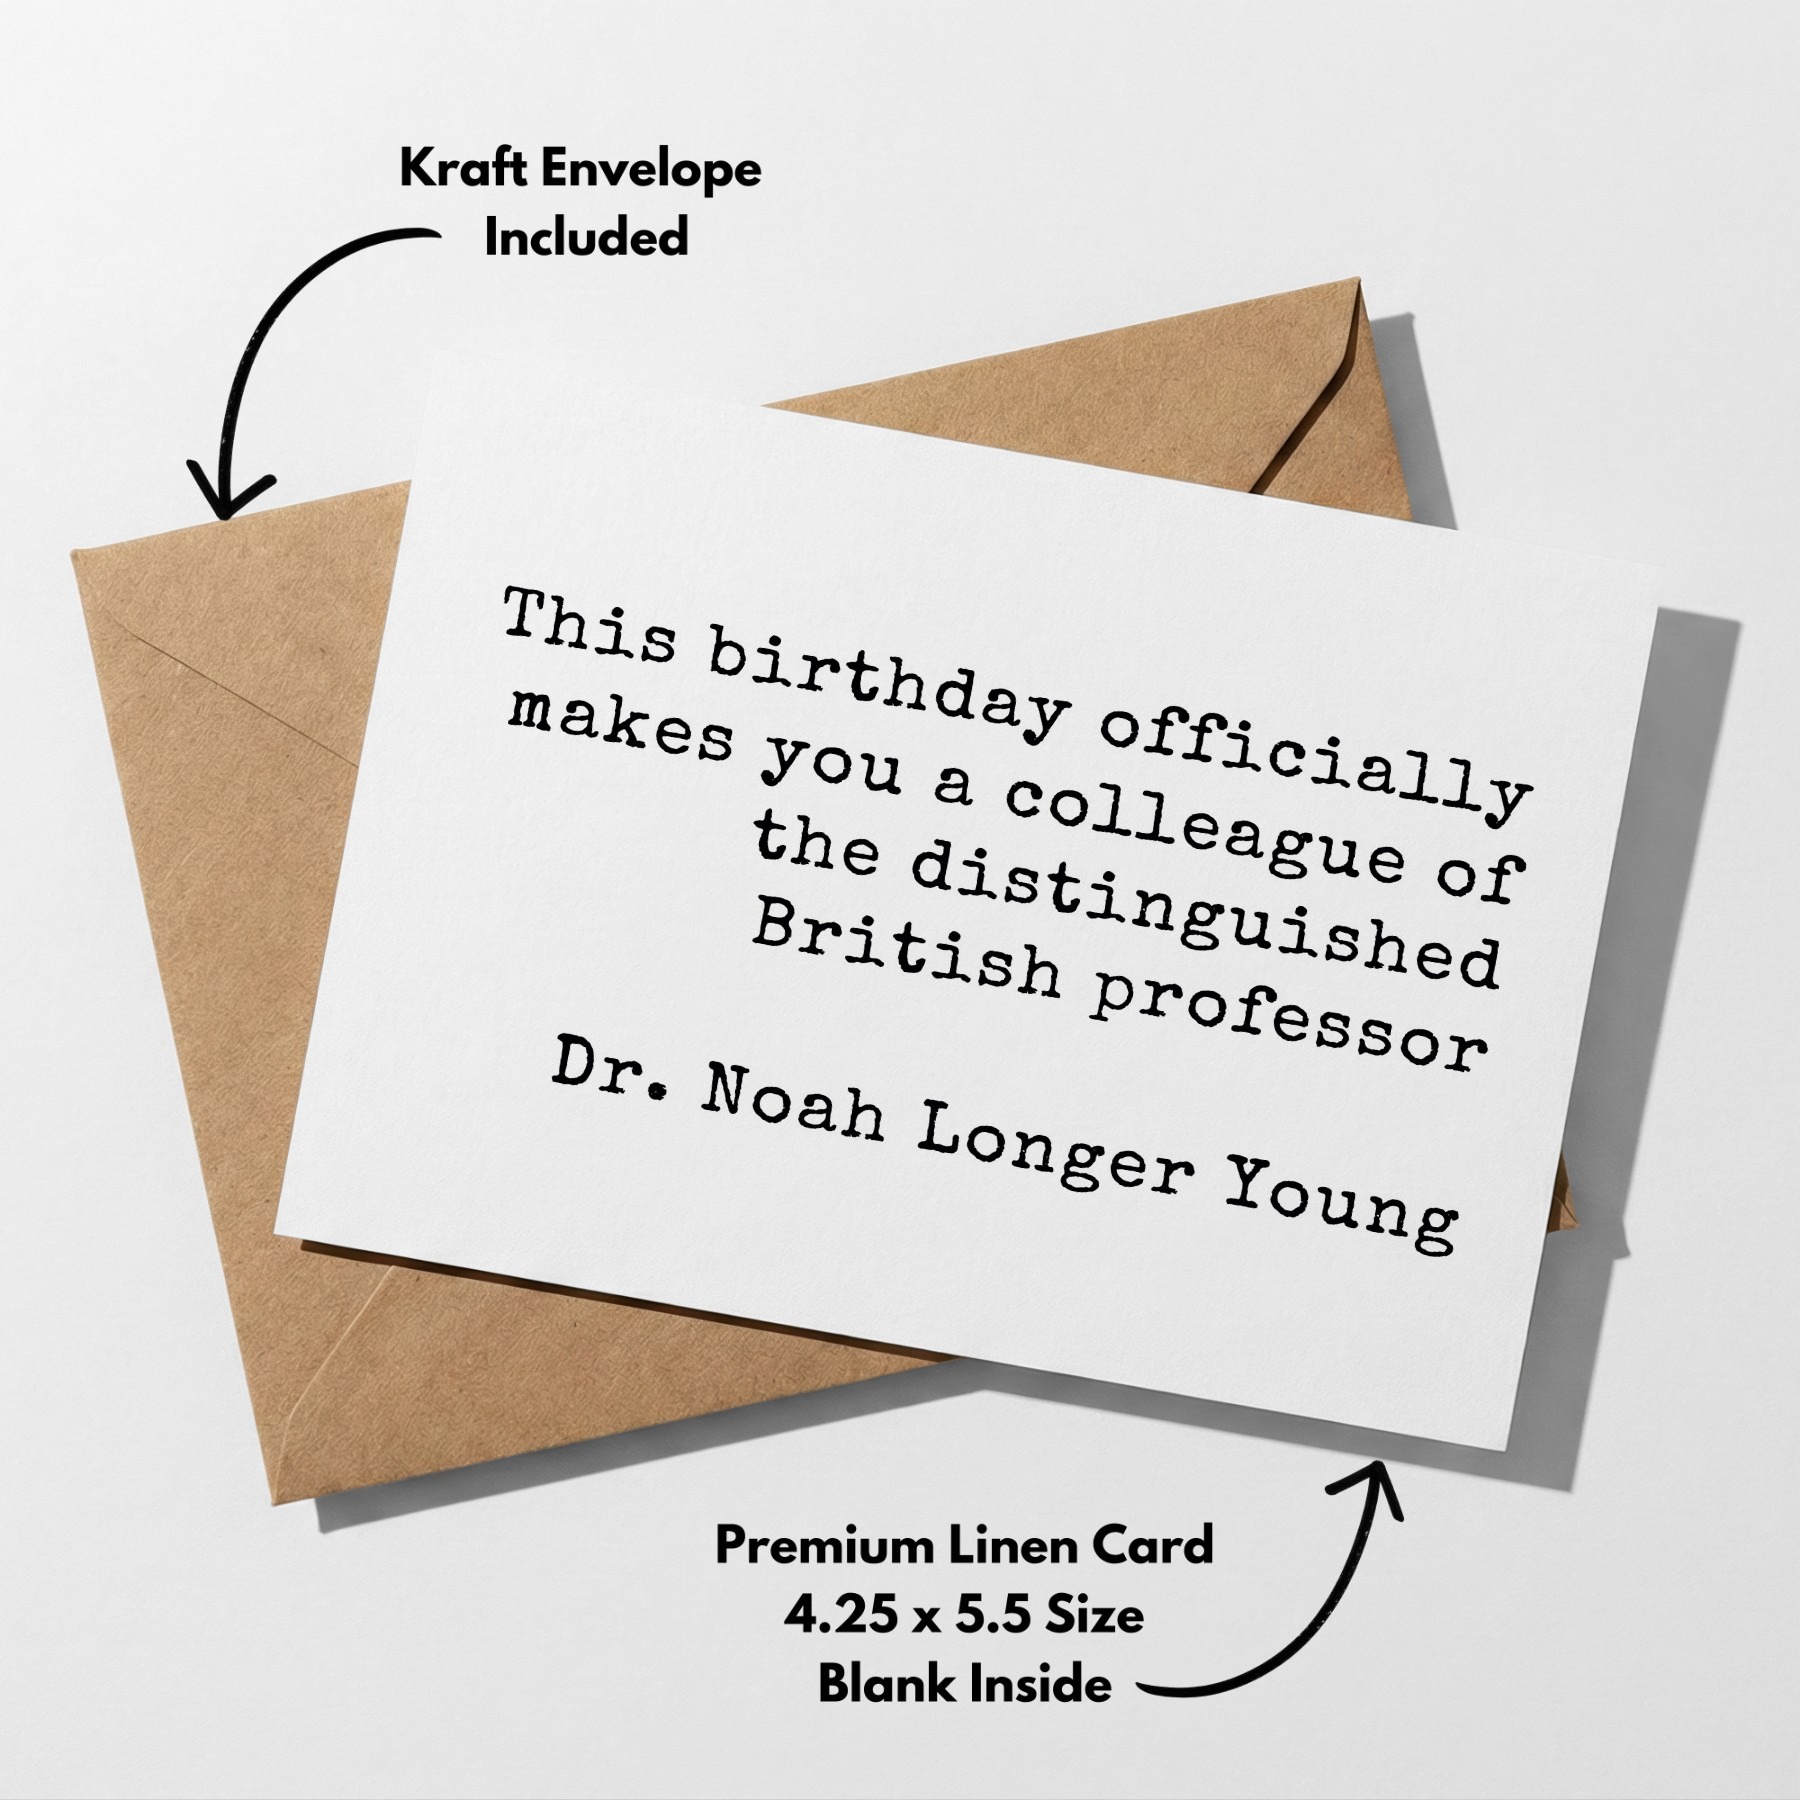 Kraft Envelope
Included
This birthday officially
makes you a colleague of
the distinguished
British professor
Dr. Noah Longer Young
Premium Linen Card
4.25 x 5.5 Size
Blank Inside